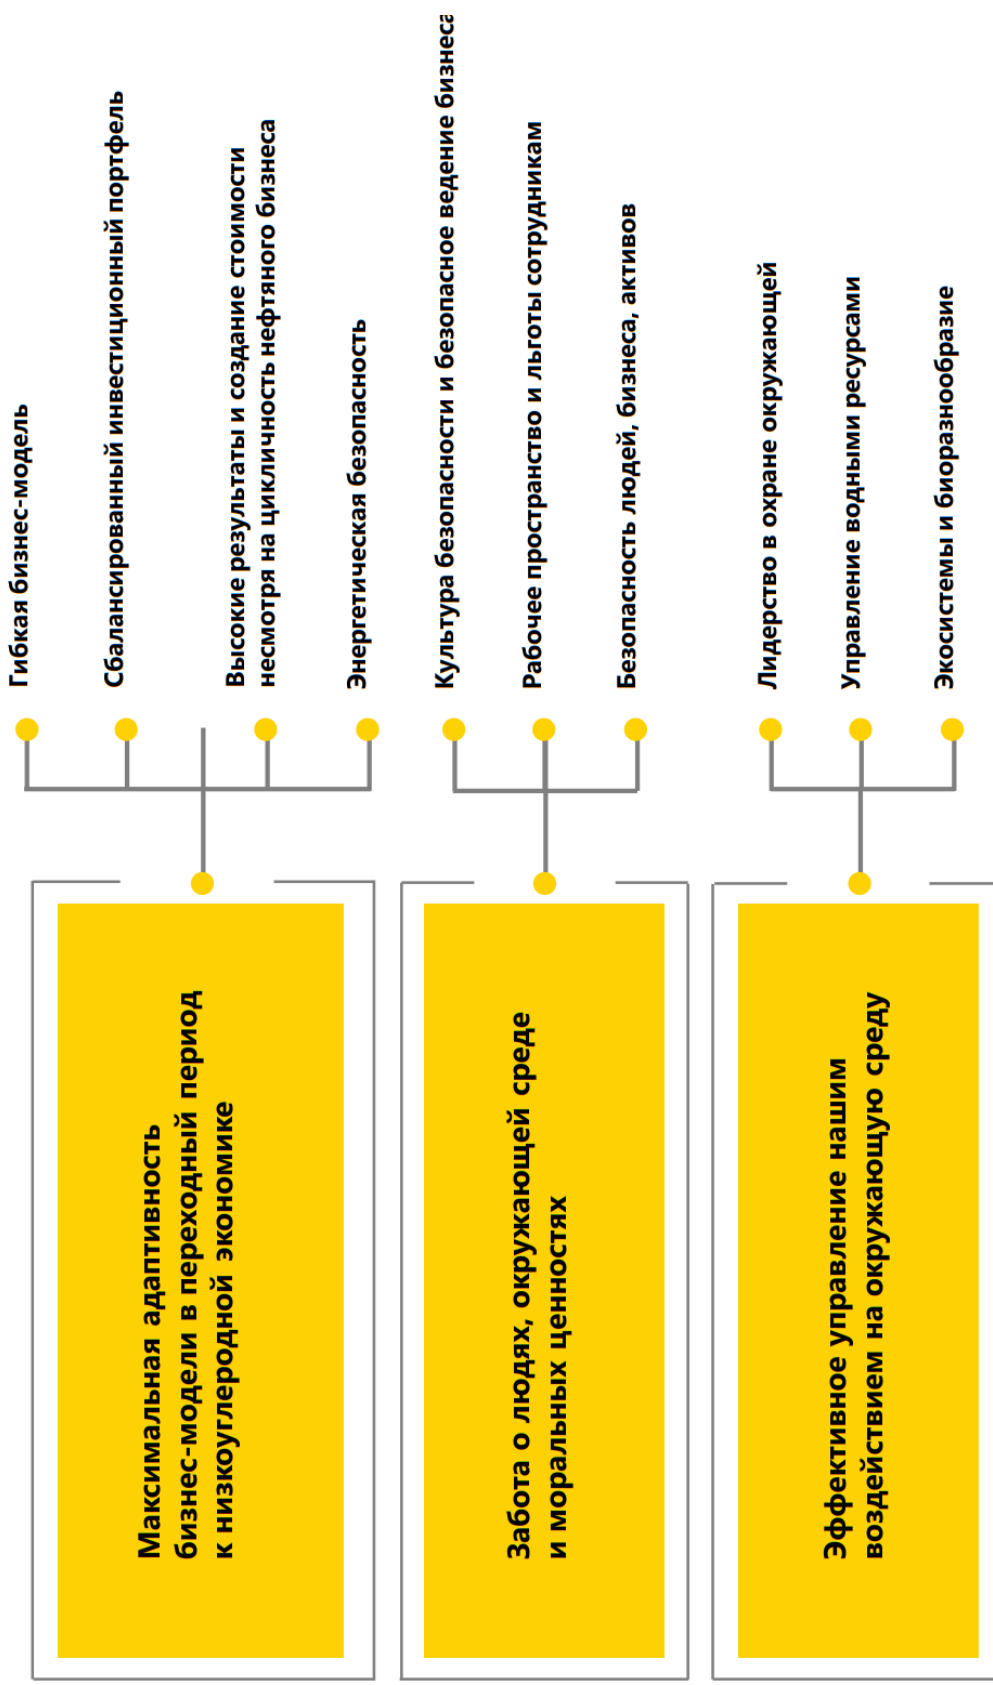 Максимальная адаптивность
бизнес-модели в переходный период
к низкоуглеродной экономике
Гибкая бизнес-модель
Сбалансированный инвестиционный портфель
Высокие результаты и создание стоимости
несмотря на цикличность нефтяного бизнеса
Энергетическая безопасность
Забота о людях, окружающей среде
и моральных ценностях
Культура безопасности и безопасное ведение бизнеса
Рабочее пространство и льготы сотрудникам
Безопасность людей, бизнеса, активов
Эффективное управление нашим
воздействием на окружающую среду
Лидерство в охране окружающей
Управление водными ресурсами
Экосистемы и биоразнообразие